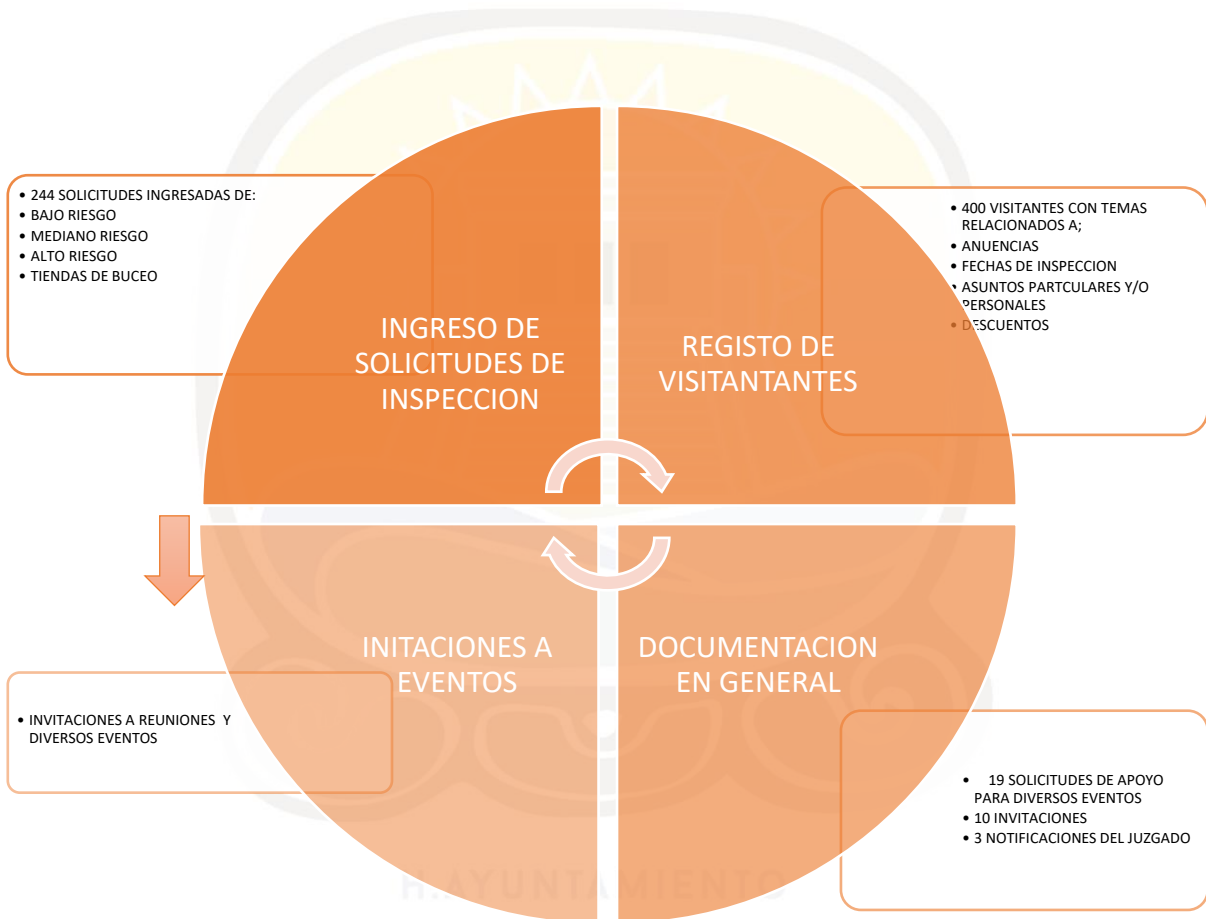 • 244 SOLICITUDES INGRESADAS DE:
• BAJO RIESGO
• MEDIANO RIESGO
• ALTO RIESGO
• TIENDAS DE BUCEO
• 400 VISITANTES CON TEMAS
RELACIONADOS A;
• ANUENCIAS
• FECHAS DE INSPECCION
• ASUNTOS PARTCULARES Y/O
PERSONALES
• DESCUENTOS
INGRESO DE
SOLICITUDES DE
INSPECCION
REGISTO DE
VISITANTANTES
INITACIONES A
EVENTOS
DOCUMENTACION
EN GENERAL
• INVITACIONES A REUNIONES Y
DIVERSOS EVENTOS
• 19 SOLICITUDES DE APOYO
PARA DIVERSOS EVENTOS
• 10 INVITACIONES
• 3 NOTIFICACIONES DEL JUZGADO
H.AYUNTAMIENTO